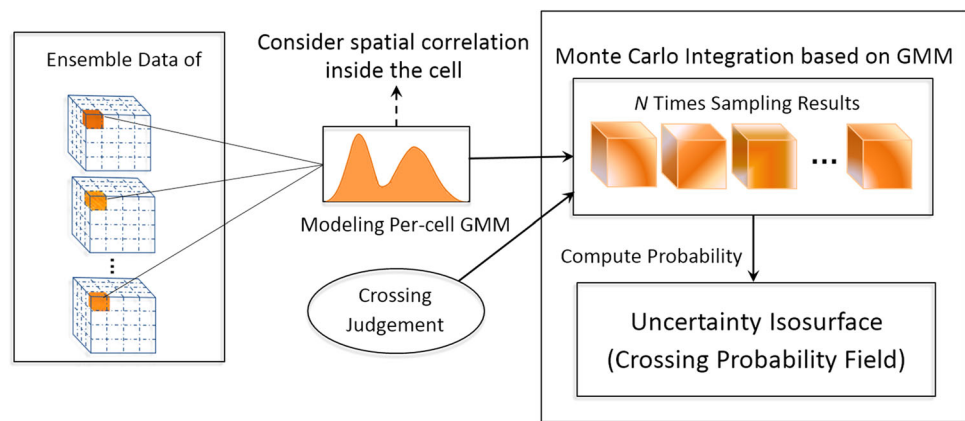 Ensemble Data of
Consider spatial correlation
inside the cell
Modeling Per-cell GMM
Crossing
Judgement
Monte Carlo Integration based on GMM
N Times Sampling Results
...
Compute Probability
Uncertainty Isosurface
(Crossing Probability Field)